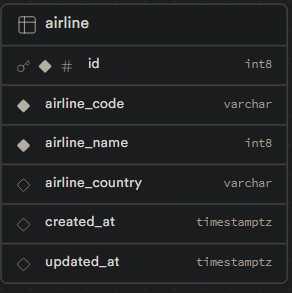 airline
# id int8
airline_code varchar
airline_name int8
airline_country varchar
created_at timestamptz
updated_at timestamptz